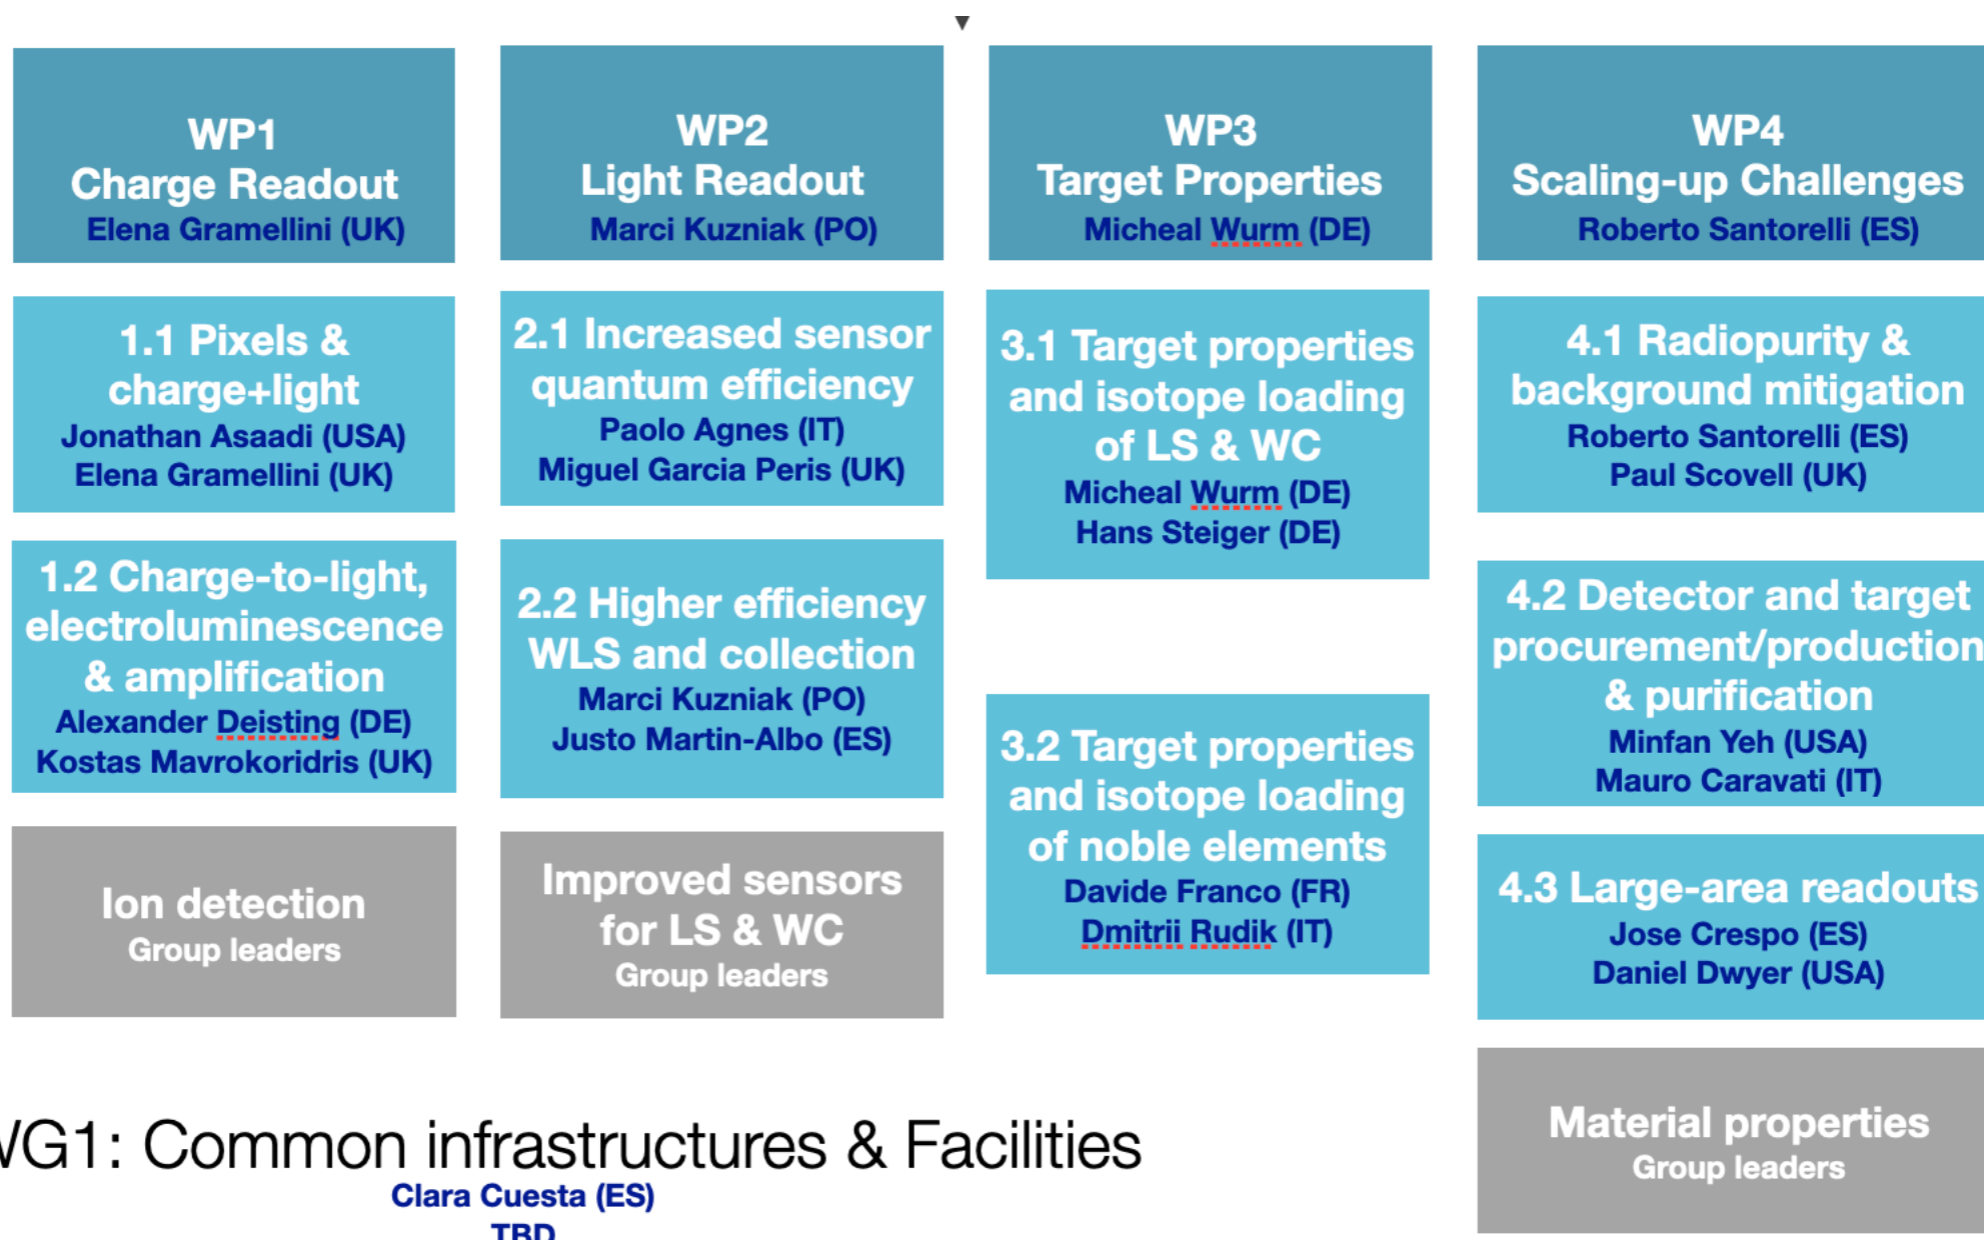 WP1
Charge Readout
Elena Gramellini (UK)
1.1 Pixels &
charge+light
Jonathan Asaadi (USA)
Elena Gramellini (UK)
1.2 Charge-to-light,
electroluminescence
& amplification
Alexander Deisting (DE)
Kostas Mavrokoridris (UK)
Ion detection
Group leaders
WP2
Light Readout
Marci Kuzniak (PO)
2.1 Increased sensor
quantum efficiency
Paolo Agnes (IT)
Miguel Garcia Peris (UK)
2.2 Higher efficiency
WLS and collection
Marci Kuzniak (PO)
Justo Martin-Albo (ES)
Improved sensors
for LS & WC
Group leaders
WP3
Target Properties
Micheal Wurm (DE)
3.1 Target properties
and isotope loading
of LS & WC
Micheal Wurm (DE)
Hans Steiger (DE)
3.2 Target properties
and isotope loading
of noble elements
Davide Franco (FR)
Dmitrii Rudik (IT)
WP4
Scaling-up Challenges
Roberto Santorelli (ES)
4.1 Radiopurity &
background mitigation
Roberto Santorelli (ES)
Paul Scovell (UK)
4.2 Detector and target
procurement/production
& purification
Minfan Yeh (USA)
Mauro Caravati (IT)
4.3 Large-area readouts
Jose Crespo (ES)
Daniel Dwyer (USA)
Material properties
Group leaders
WG1: Common infrastructures & Facilities
Clara Cuesta (ES)
TBD